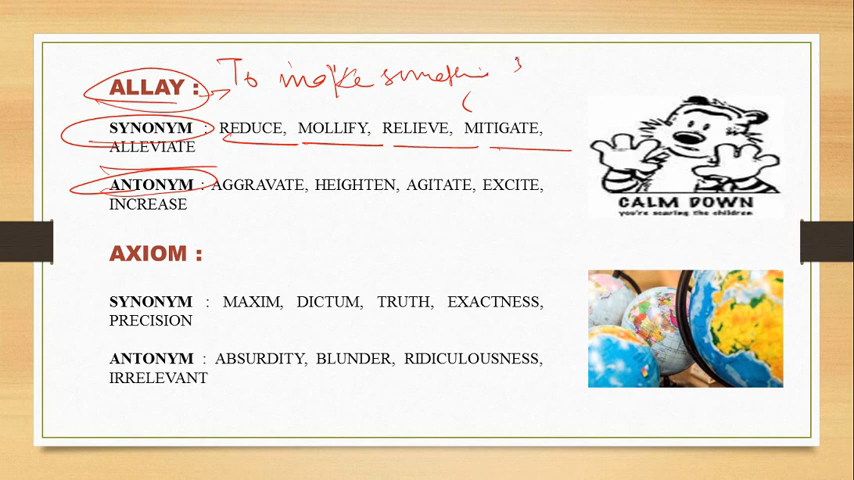 ALLAY : To make
SYNONYM : REDUCE, MOLLIFY, RELIEVE, MITIGATE,
ALLEVIATE
ANTONYM : AGGRAVATE, HEIGHTEN, AGITATE, EXCITE,
INCREASE
CALM DOWN
you're scaring the children
AXIOM :
SYNONYM : MAXIM, DICTUM, TRUTH, EXACTNESS,
PRECISION
ANTONYM : ABSURDITY, BLUNDER, RIDICULOUSNESS,
IRRELEVANT